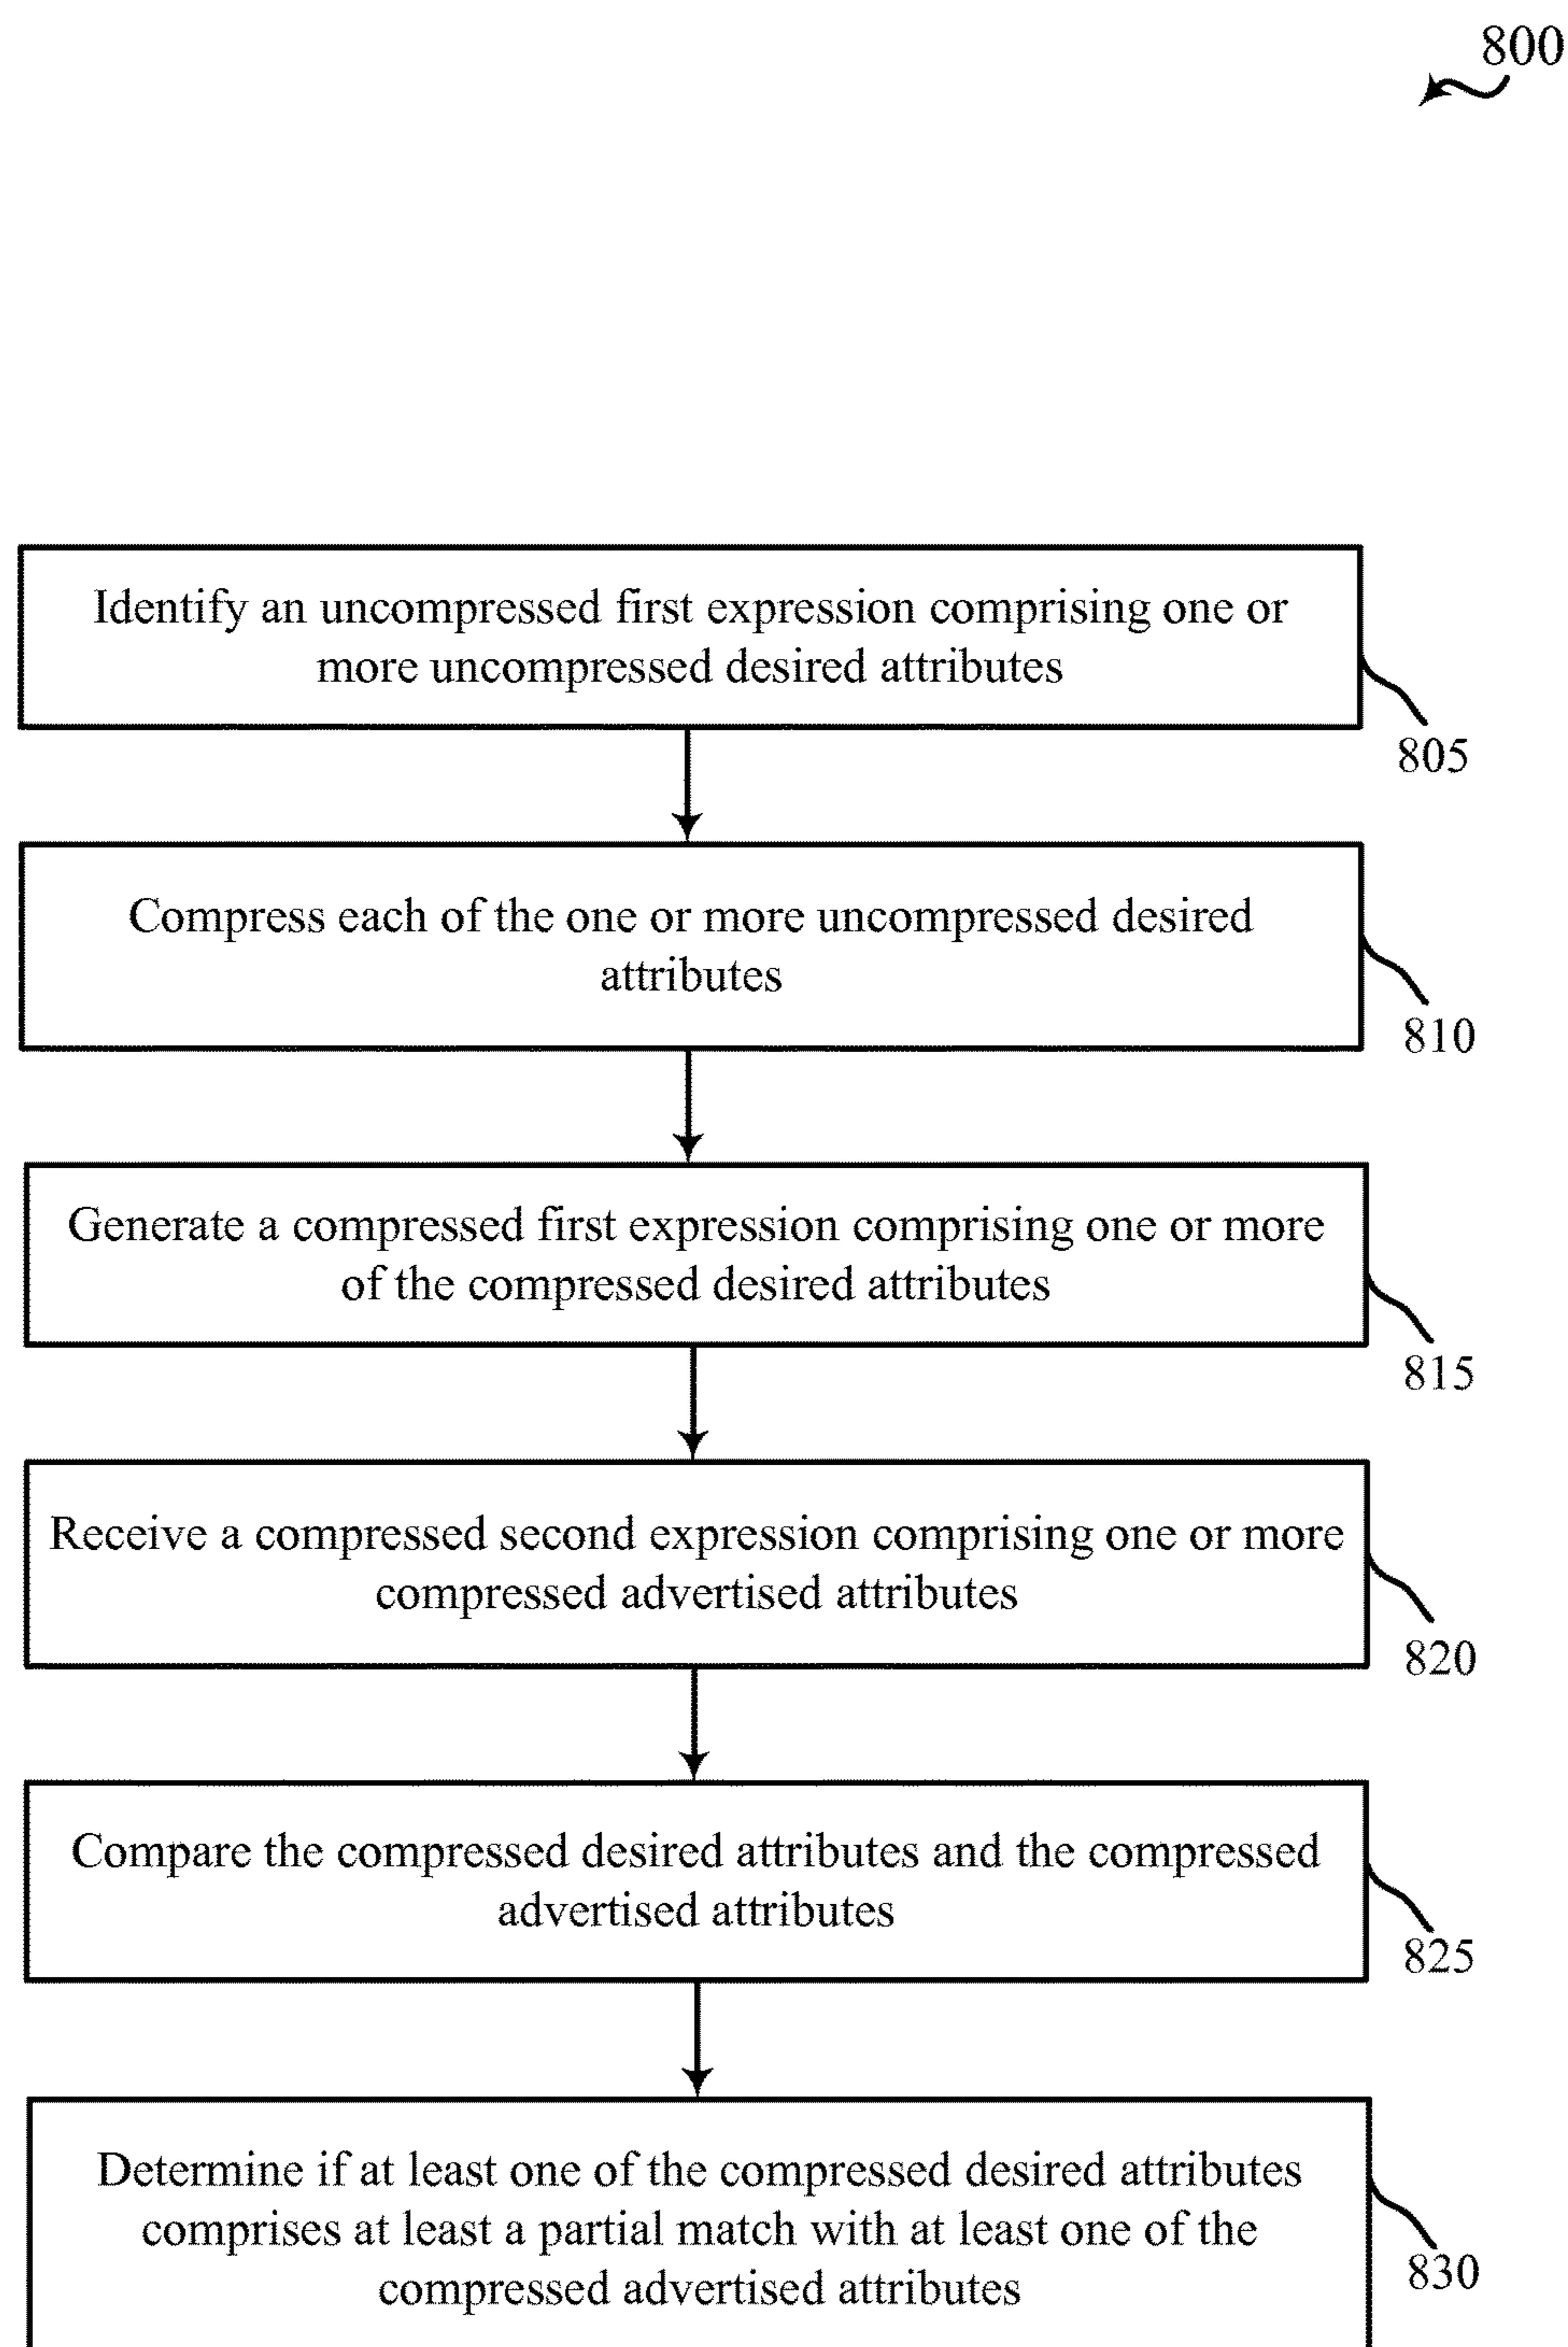 800
Identify an uncompressed first expression comprising one or
more uncompressed desired attributes
805
Compress each of the one or more uncompressed desired
attributes
810
Generate a compressed first expression comprising one or more
of the compressed desired attributes
815
Receive a compressed second expression comprising one or more
compressed advertised attributes
820
Compare the compressed desired attributes and the compressed
advertised attributes
825
Determine if at least one of the compressed desired attributes
comprises at least a partial match with at least one of the
compressed advertised attributes
830